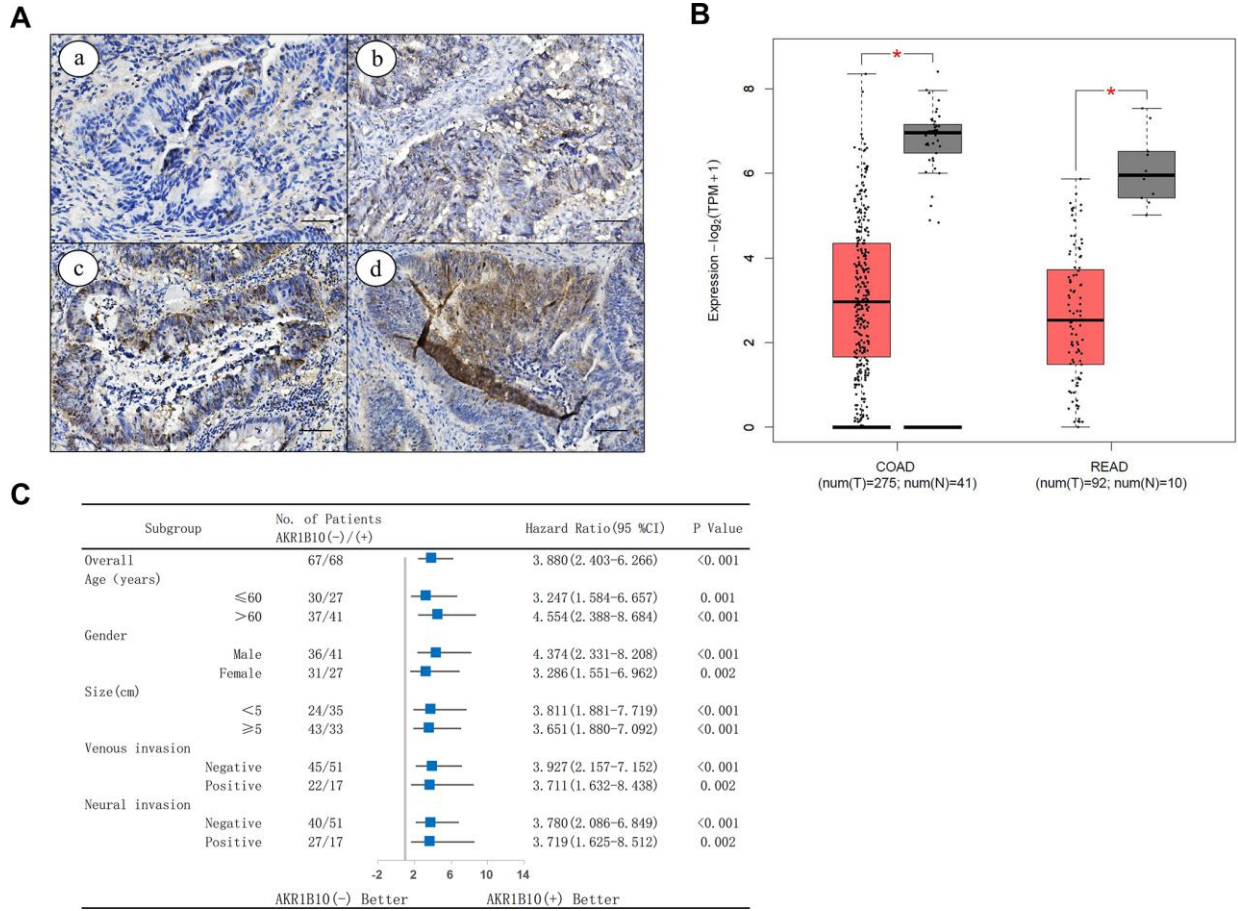 A
a
b
c
d
B
Expression – log₂(TPM + 1)
8
6
4
2
0
*
*
COAD
(num(T)=275; num(N)=41)
READ
(num(T)=92; num(N)=10)
C
Subgroup No. of Patients AKR1B10(-)/(+) Hazard Ratio(95 %CI) P Value
Overall 67/68 3.880(2.403-6.266) <0.001
Age (years)
≤60 30/27 3.247(1.584-6.657) 0.001
>60 37/41 4.554(2.388-8.684) <0.001
Gender
Male 36/41 4.374(2.331-8.208) <0.001
Female 31/27 3.286(1.551-6.962) 0.002
Size(cm)
<5 24/35 3.811(1.881-7.719) <0.001
≥5 43/33 3.651(1.880-7.092) <0.001
Venous invasion
Negative 45/51 3.927(2.157-7.152) <0.001
Positive 22/17 3.711(1.632-8.438) 0.002
Neural invasion
Negative 40/51 3.780(2.086-6.849) <0.001
Positive 27/17 3.719(1.625-8.512) 0.002
-2 2 6 10 14
AKR1B10(-) Better AKR1B10(+) Better